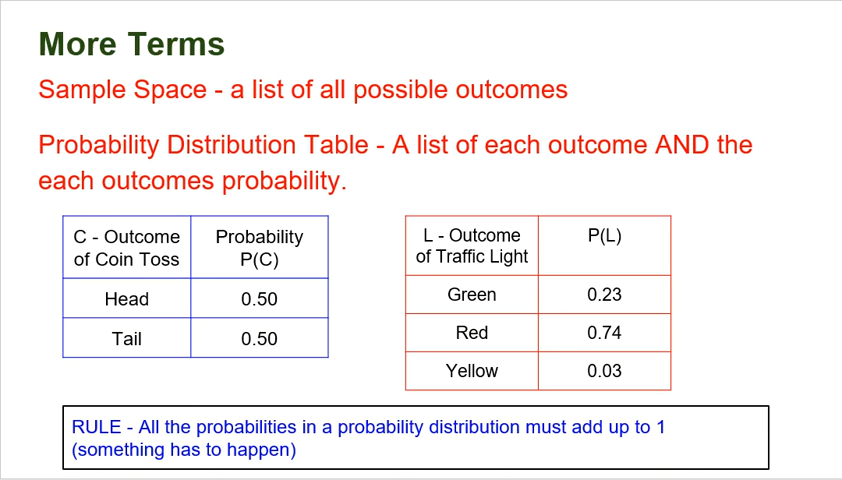 More Terms
Sample Space - a list of all possible outcomes
Probability Distribution Table - A list of each outcome AND the
each outcomes probability.
C - Outcome
of Coin Toss
Probability
P(C)
Head 0.50
Tail 0.50
L - Outcome
of Traffic Light
P(L)
Green 0.23
Red 0.74
Yellow 0.03
RULE - All the probabilities in a probability distribution must add up to 1
(something has to happen)